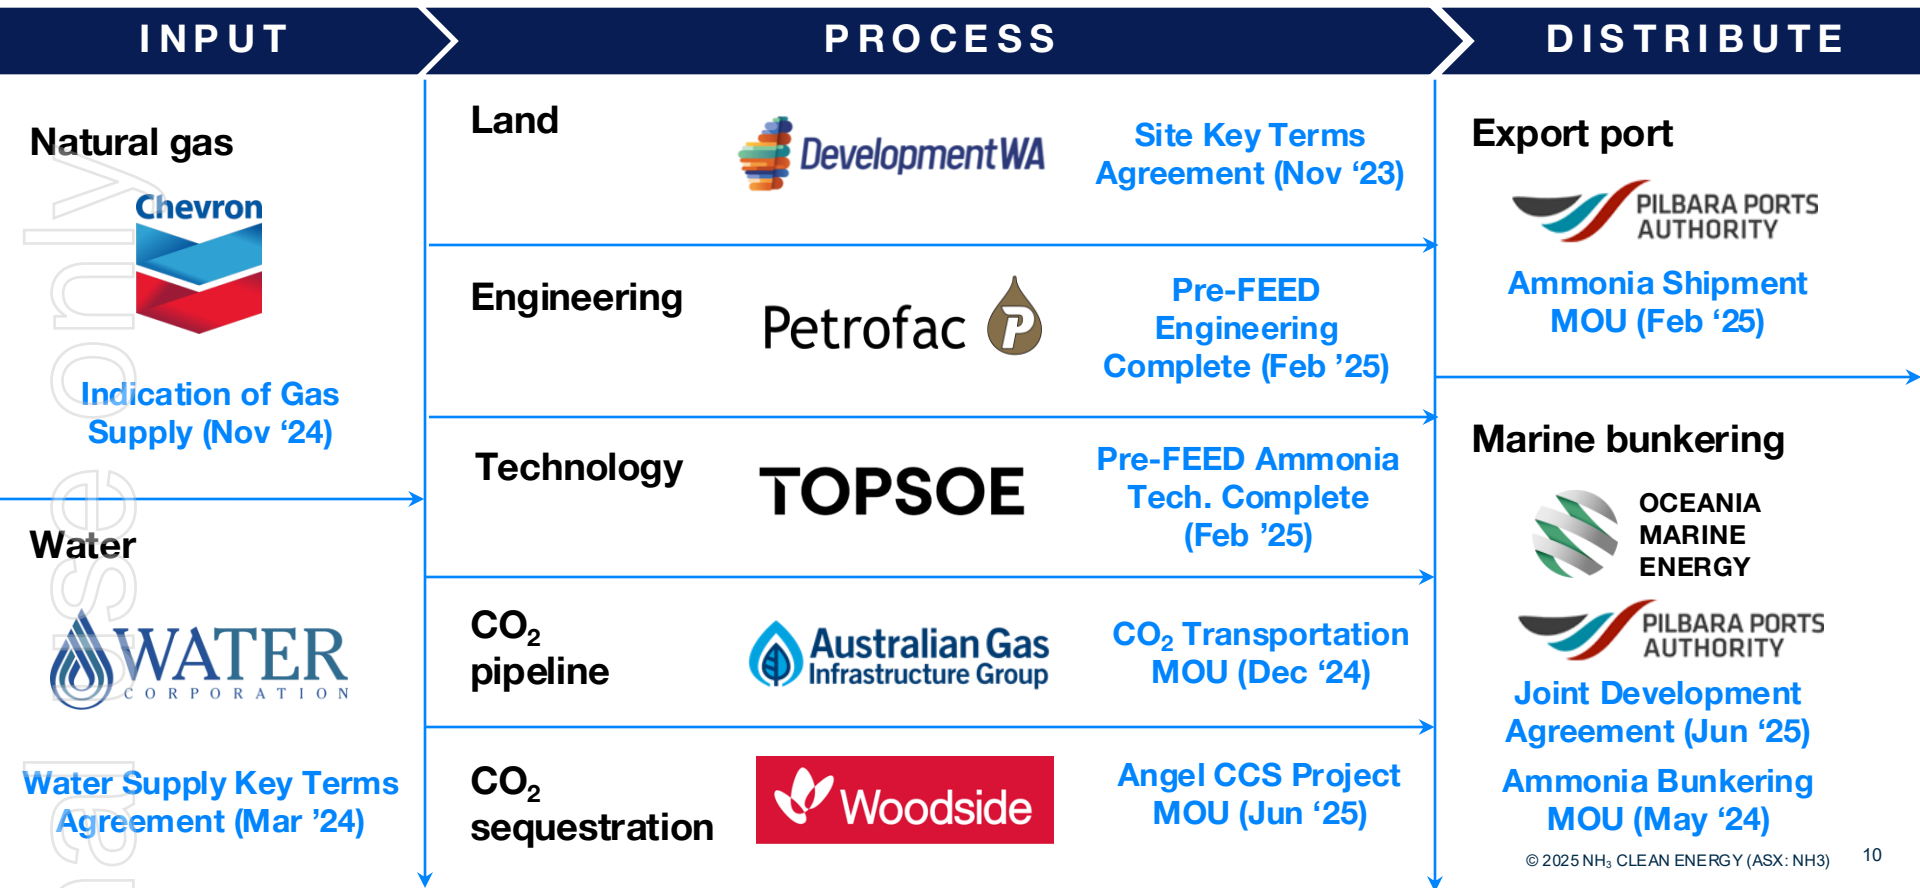 INPUT
PROCESS
DISTRIBUTE
Natural gas
Chevron
Indication of Gas
Supply (Nov ‘24)
Water
WATER
CORPORATION
Water Supply Key Terms
Agreement (Mar ’24)
Land
DevelopmentWA
Site Key Terms
Agreement (Nov ‘23)
Engineering
Petrofac
P
Pre-FEED
Engineering
Complete (Feb ’25)
Technology
TOPSOE
Pre-FEED Ammonia
Tech. Complete
(Feb ’25)
CO₂
pipeline
Australian Gas
Infrastructure Group
CO₂ Transportation
MOU (Dec ‘24)
CO₂
sequestration
Woodside
Angel CCS Project
MOU (Jun ‘25)
Export port
PILBARA PORTS
AUTHORITY
Ammonia Shipment
MOU (Feb ‘25)
Marine bunkering
OCEANIA
MARINE
ENERGY
PILBARA PORTS
AUTHORITY
Joint Development
Agreement (Jun ‘25)
Ammonia Bunkering
MOU (May ‘24)
© 2025 NH₃ CLEAN ENERGY (ASX: NH3)
10
al use only